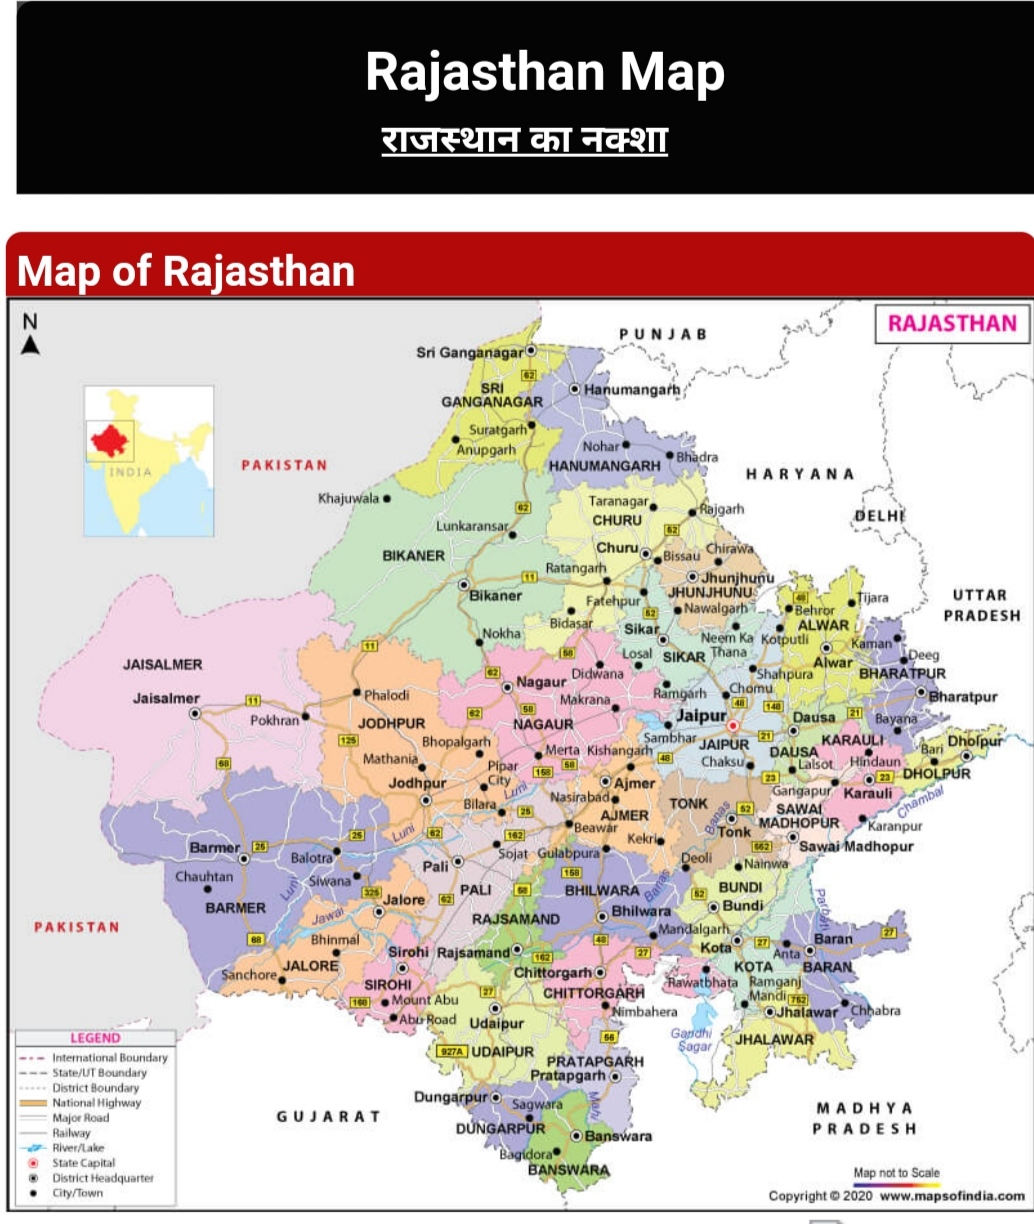 Rajasthan Map
राजस्थान का नक्शा
Map of Rajasthan
N
PUNJAB
RAJASTHAN
Sri Ganganagar
62
SRI
GANGANAGAR
Hanumangarh
Suratgarh
Anupgarh
Nohar
Bhadra
HANUMANGARH
INDIA
PAKISTAN
HARYANA
Khajuwala
Taranagar
Rajgarh
CHURU
62
DELHI
Lunkaransar
52
BIKANER
Churu
Bissau
Chirawa
Ratangarh
11
Jhunjhunu
JHUNJHUNU
Bikaner
Fatehpur
Nawalgarh
48
Behror
Tijara
UTTAR
PRADESH
Bidasar
52
ALWAR
Sikar
Neem Ka
Thana
Kotputli
Kaman
Nokha
58
Losal
SIKAR
Alwar
Deeg
11
JAISALMER
62
Didwana
Shahpura
BHARATPUR
Nagaur
Ramgarh
Chomu
Bharatpur
Jaisalmer
11
Phalodi
Makrana
48
148
Pokhran
62
58
Jaipur
Dausa
21
Bayana
JODHPUR
NAGAUR
Sambhar
21
KARAULI
125
Bhopalgarh
JAIPUR
DAUSA
Bari
Dholpur
Mathania
Merta
Kishangarh
48
Chaksu
Lalsot
Hindaun
DHOLPUR
68
Pipar
City
158
58
23
23
Jodhpur
Ajmer
Gangapur
Karauli
Bilara
Luni
Nasirabad
TONK
SAWAI
MADHOPUR
Chambal
25
AJMER
Banas
52
Karanpur
Luni
62
162
Beawar
Kekri
Tonk
Barmer
25
25
Sojat
Gulabpura
552
Sawai Madhopur
Balotra
Pali
Deoli
Nainwa
Chauhtan
Siwana
158
325
PALI
58
BHILWARA
Banas
BUNDI
Luni
Jalore
62
52
Bundi
Parbati
BARMER
Jawai
RAJSAMAND
Bhilwara
PAKISTAN
Mandalgarh
68
Bhinmal
48
Kota
27
Baran
27
Sirohi
Rajsamand
162
27
Anta
JALORE
Chittorgarh
KOTA
BARAN
Sanchore
SIROHI
Rawatbhata
Ramganj
Mandi
27
CHITTORGARH
752
168
Mount Abu
Nimbahera
Jhalawar
Chhabra
Abu Road
Udaipur
Gandhi
Sagar
56
JHALAWAR
927A
UDAIPUR
PRATAPGARH
Pratapgarh
Dungarpur
Sagwara
Mahi
GUJARAT
MADHYA
PRADESH
DUNGARPUR
Banswara
Bagidora
BANSWARA
LEGEND
International Boundary
State/UT Boundary
District Boundary
National Highway
Major Road
Railway
River/Lake
State Capital
District Headquarter
City/Town
Map not to Scale
Copyright © 2020 www.mapsofindia.com